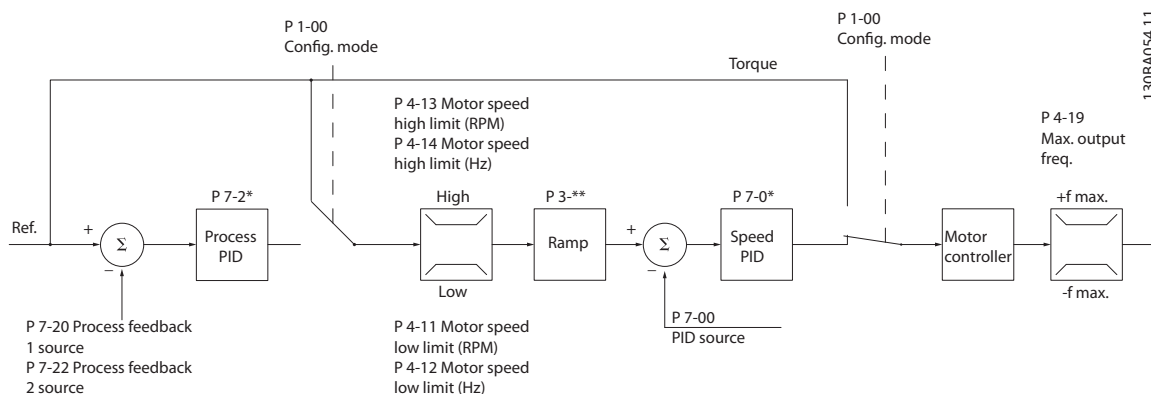 P 1-00
Config. mode
P 1-00
Config. mode
130BA054.11
Torque
P 4-13 Motor speed
high limit (RPM)
P 4-14 Motor speed
high limit (Hz)
P 4-19
Max. output
freq.
P 7-2*
High
P 3-**
P 7-0*
+f max.
Ref.
+
Σ
Process
PID
Ramp
+
Σ
Speed
PID
Motor
controller
–
Low
–
-f max.
P 7-20 Process feedback
1 source
P 7-22 Process feedback
2 source
P 4-11 Motor speed
low limit (RPM)
P 4-12 Motor speed
low limit (Hz)
P 7-00
PID source